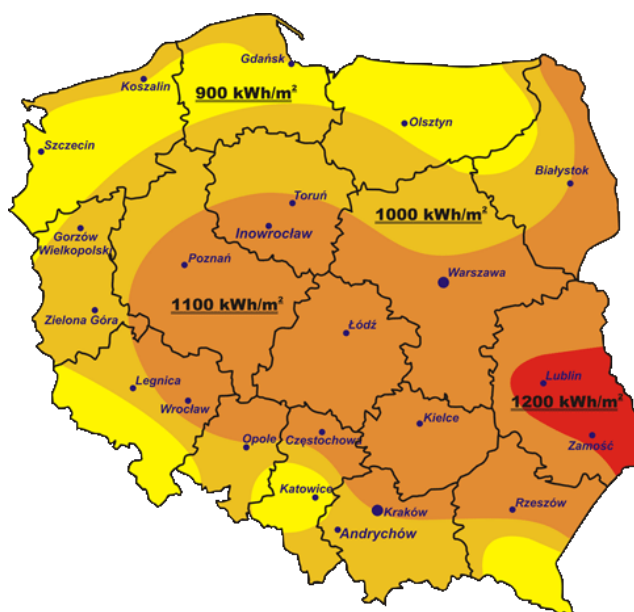 Gdańsk
Koszalin
900 kWh/m²
Olsztyn
Szczecin
Białystok
Toruń
1000 kWh/m²
Gorzów
Wielkopolski
Inowrocław
Poznań
Warszawa
1100 kWh/m²
Zielona Góra
Łódź
Legnica
Lublin
Wrocław
1200 kWh/m²
Kielce
Opole
Częstochowa
Zamość
Katowice
Kraków
Rzeszów
Andrychów